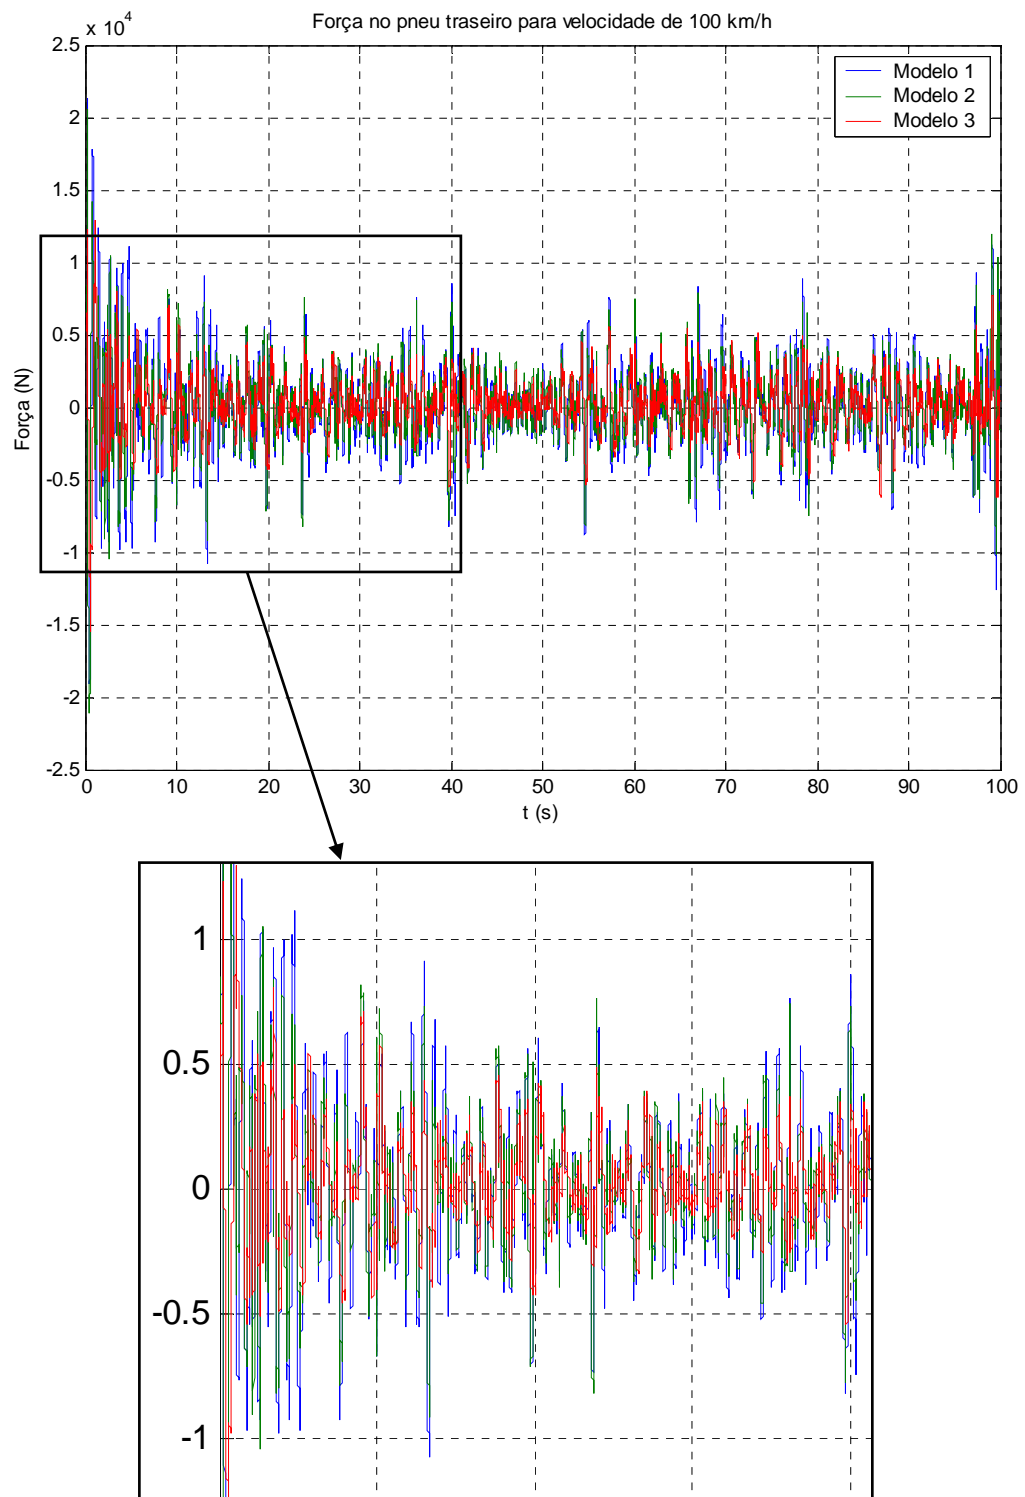 Força no pneu traseiro para velocidade de 100 km/h
x 10^4
2.5
2
1.5
1
0.5
0
-0.5
-1
-1.5
-2
-2.5
Força (N)
Modelo 1
Modelo 2
Modelo 3
0 10 20 30 40 50 60 70 80 90 100
t (s)
1
0.5
0
-0.5
-1